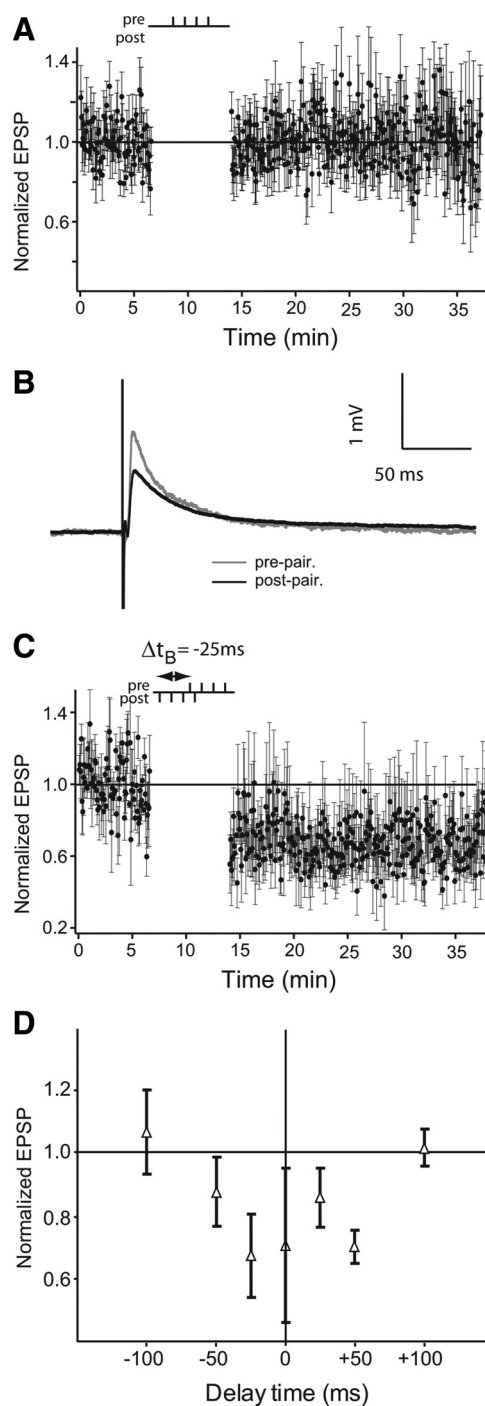 A
pre
post
1.4
1.0
0.6
Normalized EPSP
0 5 10 15 20 25 30 35
Time (min)
B
1 mV
50 ms
pre-pair.
post-pair.
C
Δt_B= -25ms
pre
post
1.4
1.0
0.6
0.2
Normalized EPSP
0 5 10 15 20 25 30 35
Time (min)
D
1.2
1.0
0.8
0.6
Normalized EPSP
-100 -50 0 +50 +100
Delay time (ms)